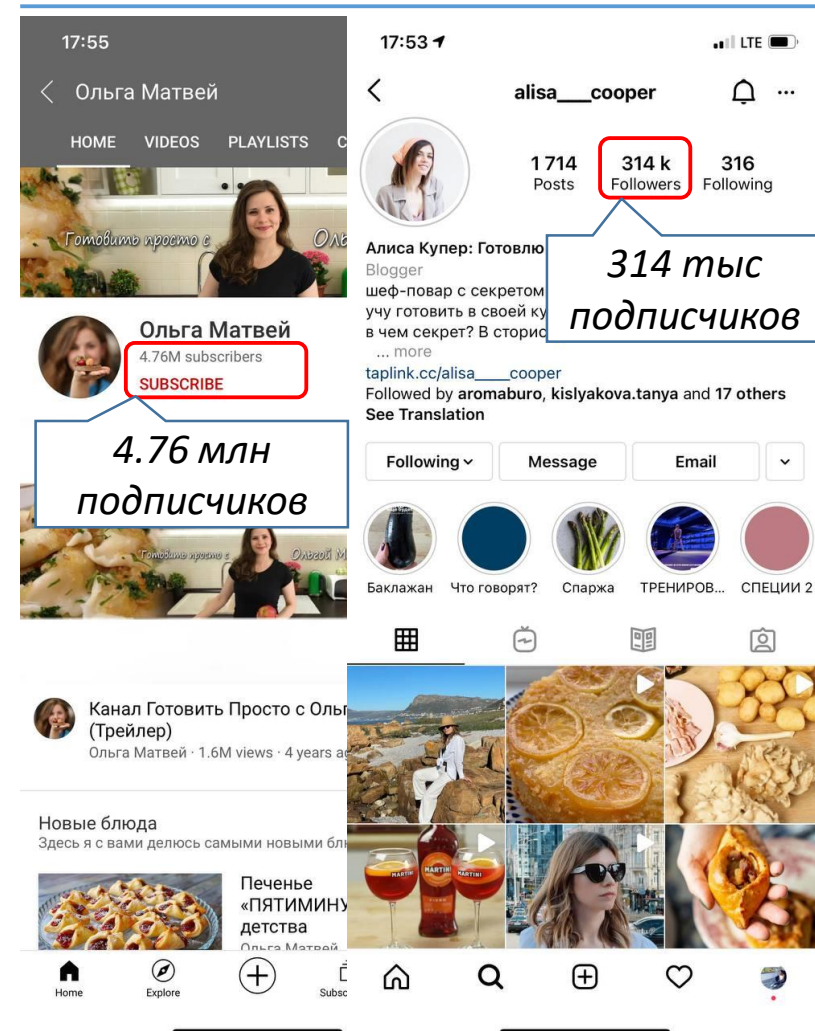 17:55
Ольга Матвей
HOME VIDEOS PLAYLISTS C
Готовить просто с Оль
Ольга Матвей
4.76M subscribers
SUBSCRIBE
4.76 млн
подписчиков
Готовить просто с Ольгой М
Канал Готовить Просто с Ольг
(Трейлер)
Ольга Матвей · 1.6M views · 4 years ag
Новые блюда
Здесь я с вами делюсь самыми новыми бл
Печенье
«ПЯТИМИНУ
детства
Ольга Матвей
Home Explore Subsc
17:53 LTE
alisa___cooper
1 714 314 k 316
Posts Followers Following
Алиса Купер: Готовлю
314 тыс
подписчиков
Blogger
шеф-повар с секретом
учу готовить в своей ку
в чем секрет? В сторис
... more
taplink.cc/alisa____cooper
Followed by aromaburo, kislyakova.tanya and 17 others
See Translation
Following Message Email
Баклажан Что говорят? Спаржа ТРЕНИРОВ... СПЕЦИИ 2
MARTINI MARTINI MARTINI